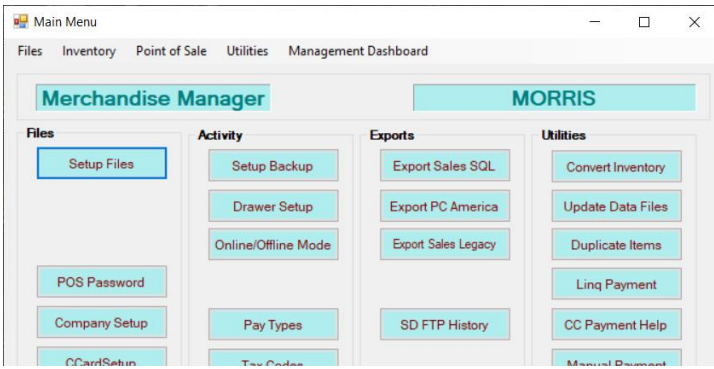 Main Menu
Files Inventory Point of Sale Utilities Management Dashboard
Merchandise Manager MORRIS
Files Activity Exports Utilities
Setup Files Setup Backup Export Sales SQL Convert Inventory
Drawer Setup Export PC America Update Data Files
Online/Offline Mode Export Sales Legacy Duplicate Items
POS Password Linq Payment
Company Setup Pay Types SD FTP History CC Payment Help
CCardSetup Tax Codes Manual Payment